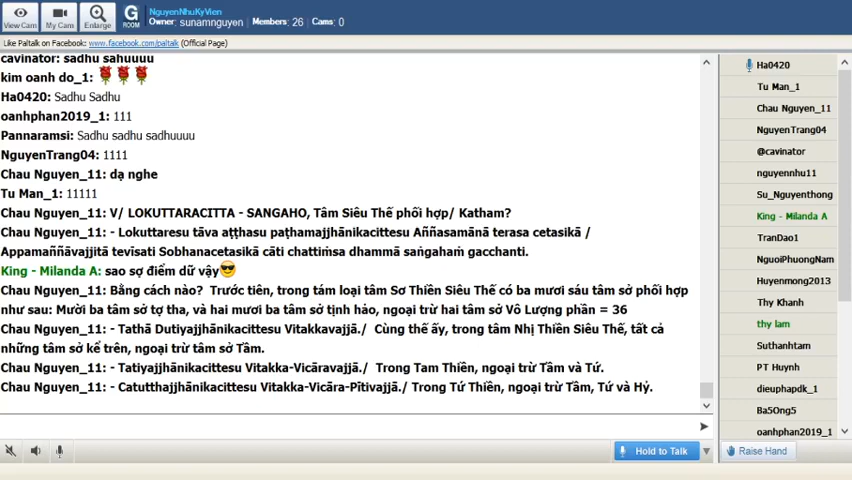 View Cam
My Cam
Enlarge
G
ROOM
NguyenNhuKyVien
Owner: sunamnguyen Members: 26 Cams: 0
Like Paltalk on Facebook: www.facebook.com/paltalk (Official Page)
cavinator: sadhu sahuuuu
kim oanh do_1:
Ha0420: Sadhu Sadhu
oanhphan2019_1: 111
Pannaramsi: Sadhu sadhu sadhuuuu
NguyenTrang04: 1111
Chau Nguyen_11: dạ nghe
Tu Man_1: 11111
Chau Nguyen_11: V/ LOKUTTARACITTA - SANGAHO, Tâm Siêu Thế phối hợp/ Katham?
Chau Nguyen_11: - Lokuttaresu tāva aṭṭhasu paṭhamajjhānikacittesu Aññasamānā terasa cetasikā /
Appamaññāvajjitā tevīsati Sobhanacetasikā cāti chattiṃsa dhammā saṅgahaṃ gacchanti.
King - Milanda A: sao sợ điểm dữ vậy
Chau Nguyen_11: Bằng cách nào? Trước tiên, trong tám loại tâm Sơ Thiền Siêu Thế có ba mươi sáu tâm sở phối hợp
như sau: Mười ba tâm sở tợ tha, và hai mươi ba tâm sở tịnh hảo, ngoại trừ hai tâm sở Vô Lượng phần = 36
Chau Nguyen_11: - Tathā Dutiyajjhānikacittesu Vitakkavajjā./ Cùng thế ấy, trong tâm Nhị Thiền Siêu Thế, tất cả
những tâm sở kể trên, ngoại trừ tâm sở Tầm.
Chau Nguyen_11: - Tatiyajjhānikacittesu Vitakka-Vicāravajjā./ Trong Tam Thiền, ngoại trừ Tầm và Tứ.
Chau Nguyen_11: - Catutthajjhānikacittesu Vitakka-Vicāra-Pītivajjā./ Trong Tứ Thiền, ngoại trừ Tầm, Tứ và Hỷ.
Hold to Talk
Ha0420
Tu Man_1
Chau Nguyen_11
NguyenTrang04
@cavinator
nguyennhu11
Su_Nguyenthong
King - Milanda A
TranDao1
NguoiPhuongNam
Huyenmong2013
Thy Khanh
thy lam
Suthanhtam
PT Huynh
dieuphapdk_1
Ba5Ong5
oanhphan2019_1
Raise Hand